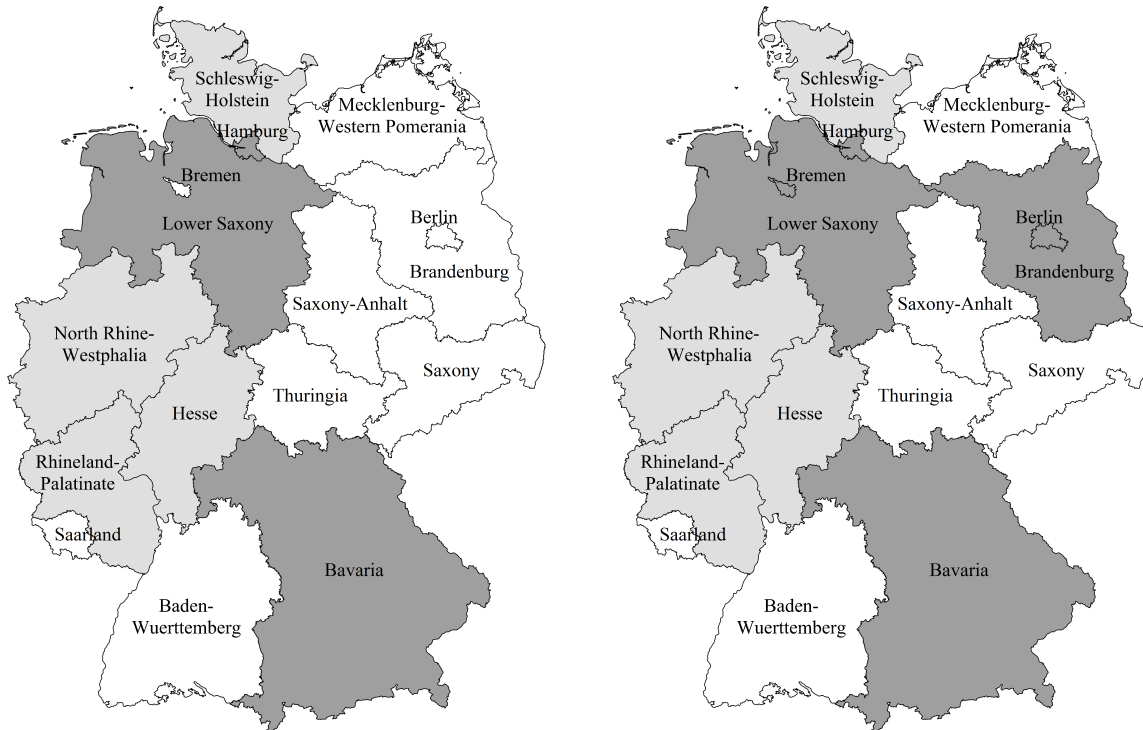 Schleswig-
Holstein
Mecklenburg-
Western Pomerania
Hamburg
Bremen
Lower Saxony
Berlin
Brandenburg
Saxony-Anhalt
North Rhine-
Westphalia
Saxony
Thuringia
Hesse
Rhineland-
Palatinate
Saarland
Bavaria
Baden-
Wuerttemberg
Schleswig-
Holstein
Mecklenburg-
Western Pomerania
Hamburg
Bremen
Lower Saxony
Berlin
Brandenburg
Saxony-Anhalt
North Rhine-
Westphalia
Saxony
Thuringia
Hesse
Rhineland-
Palatinate
Saarland
Bavaria
Baden-
Wuerttemberg